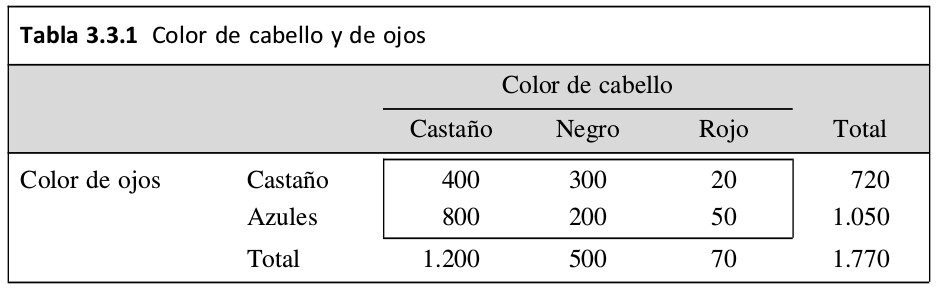 Tabla 3.3.1 Color de cabello y de ojos
Color de cabello
Castaño Negro Rojo Total
Color de ojos Castaño 400 300 20 720
Azules 800 200 50 1.050
Total 1.200 500 70 1.770